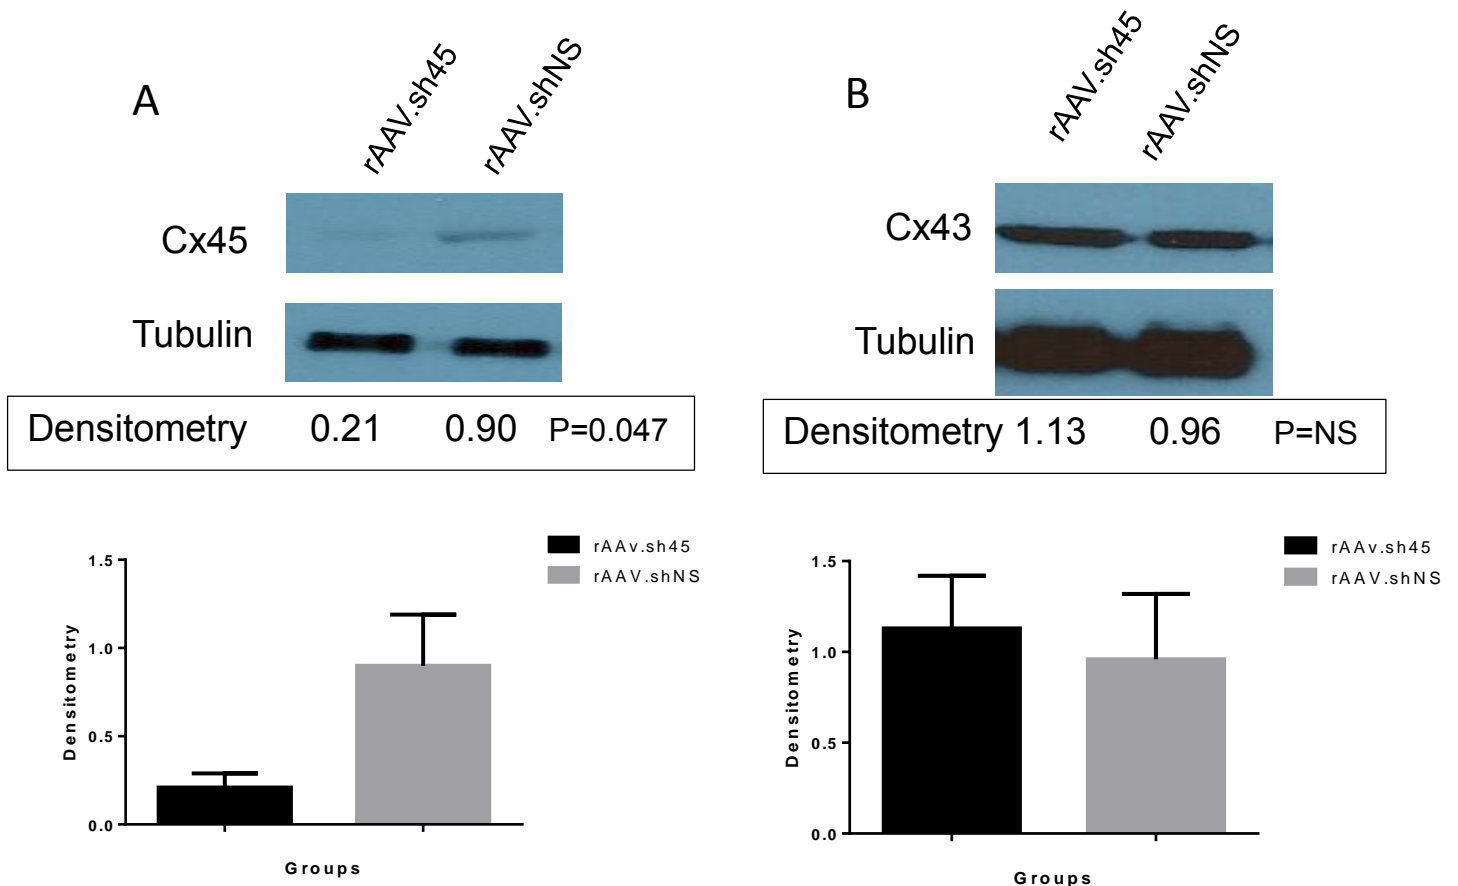 A
rAAV.sh45
rAAV.shNS
Cx45
Tubulin
Densitometry 0.21 0.90 P=0.047
rAAv.sh45
rAAV.shNS
1.5
1.0
0.5
0.0
Densitometry
Groups
B
rAAV.sh45
rAAV.shNS
Cx43
Tubulin
Densitometry 1.13 0.96 P=NS
rAAv.sh45
rAAV.shNS
1.5
1.0
0.5
0.0
Densitometry
Groups